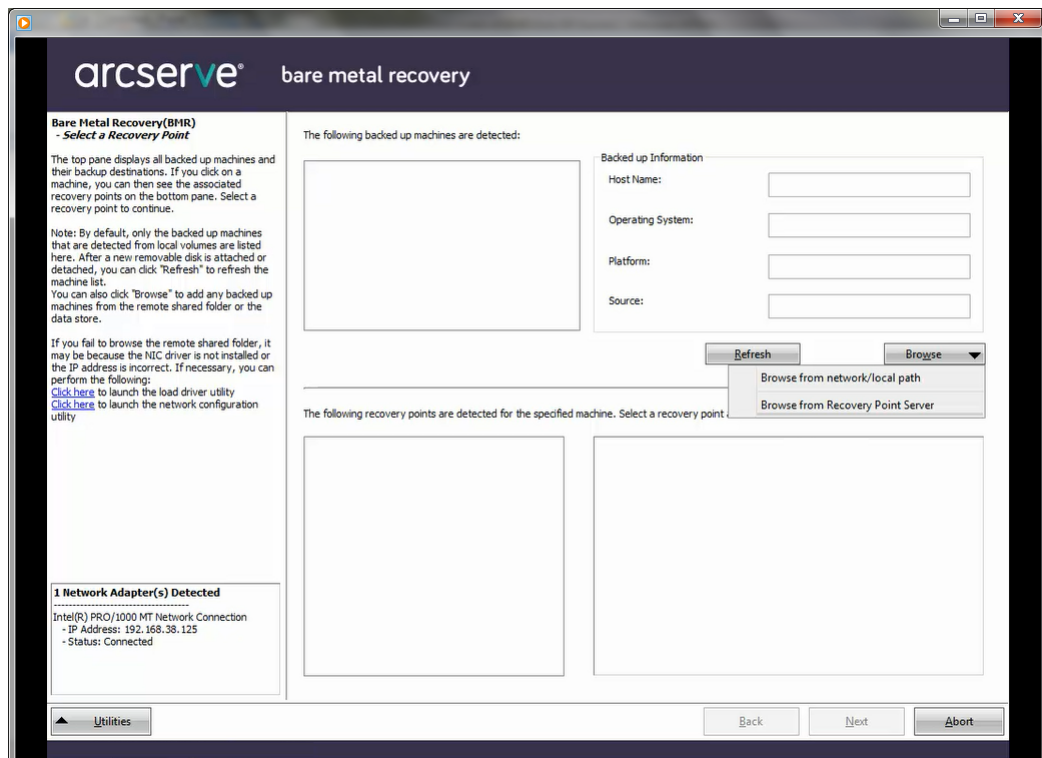 arcserve® bare metal recovery
Bare Metal Recovery(BMR)
- Select a Recovery Point
The top pane displays all backed up machines and
their backup destinations. If you click on a
machine, you can then see the associated
recovery points on the bottom pane. Select a
recovery point to continue.
Note: By default, only the backed up machines
that are detected from local volumes are listed
here. After a new removable disk is attached or
detached, you can click "Refresh" to refresh the
machine list.
You can also click "Browse" to add any backed up
machines from the remote shared folder or the
data store.
If you fail to browse the remote shared folder, it
may be because the NIC driver is not installed or
the IP address is incorrect. If necessary, you can
perform the following:
Click here to launch the load driver utility
Click here to launch the network configuration
utility
1 Network Adapter(s) Detected
------------------------------------
Intel(R) PRO/1000 MT Network Connection
- IP Address: 192.168.38.125
- Status: Connected
The following backed up machines are detected:
Backed up Information
Host Name:
Operating System:
Platform:
Source:
Refresh
Browse
Browse from network/local path
Browse from Recovery Point Server
The following recovery points are detected for the specified machine. Select a recovery point
Utilities
Back
Next
Abort